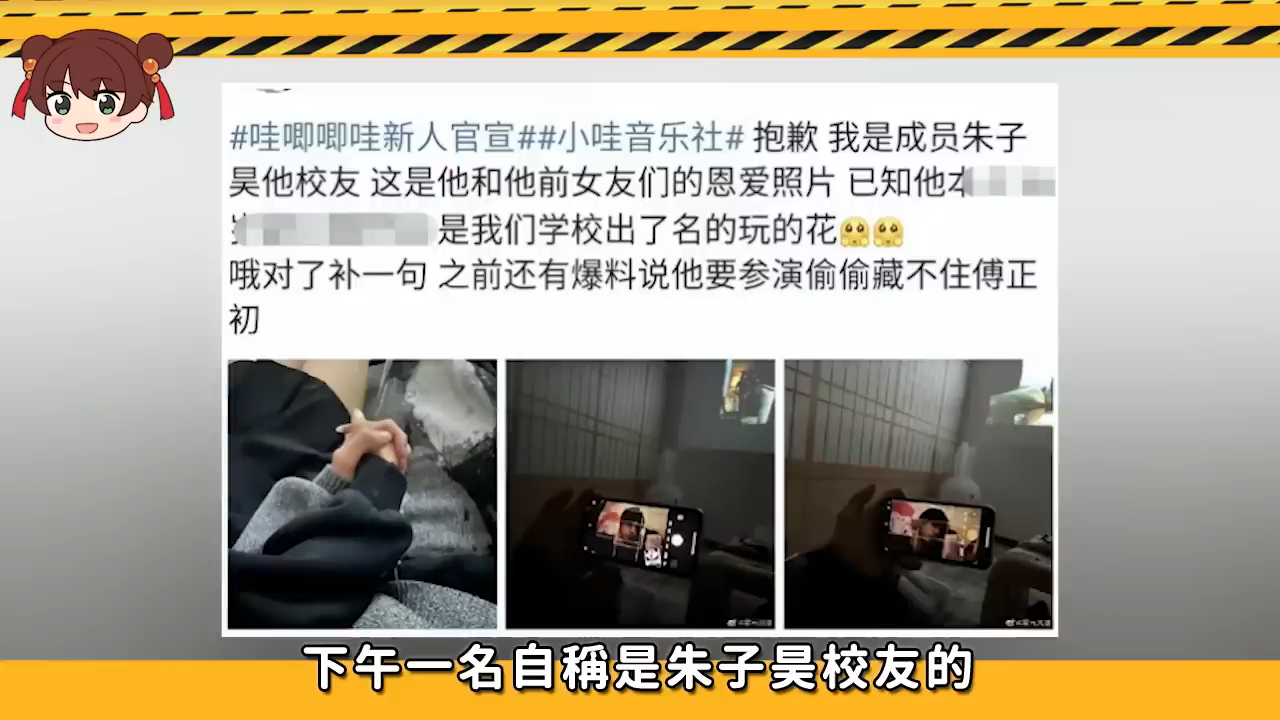 #哇唧唧哇新人官宣##小哇音乐社# 抱歉 我是成员朱子
昊他校友 这是他和他前女友们的恩爱照片 已知他本
是我们学校出了名的玩的花
哦对了补一句 之前还有爆料说他要参演偷偷藏不住傅正
初
下午一名自稱是朱子昊校友的